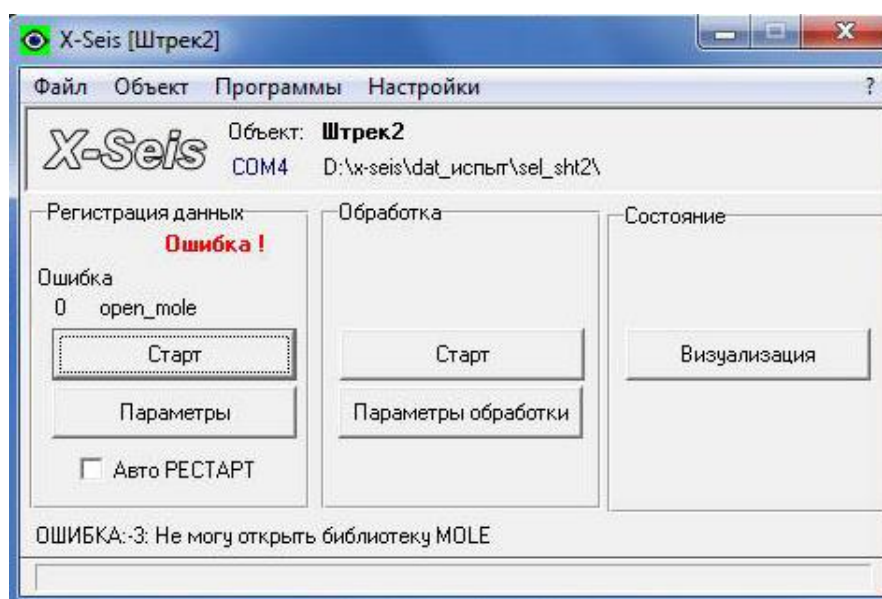 X-Seis [Штрек2]
Файл Объект Программы Настройки ?
X-Seis
Объект: Штрек2
COM4 D:\x-seis\dat_испыт\sel_sht2\
Регистрация данных
Ошибка !
Ошибка
0 open_mole
Старт
Параметры
Авто РЕСТАРТ
Обработка
Старт
Параметры обработки
Состояние
Визуализация
ОШИБКА:-3: Не могу открыть библиотеку MOLE